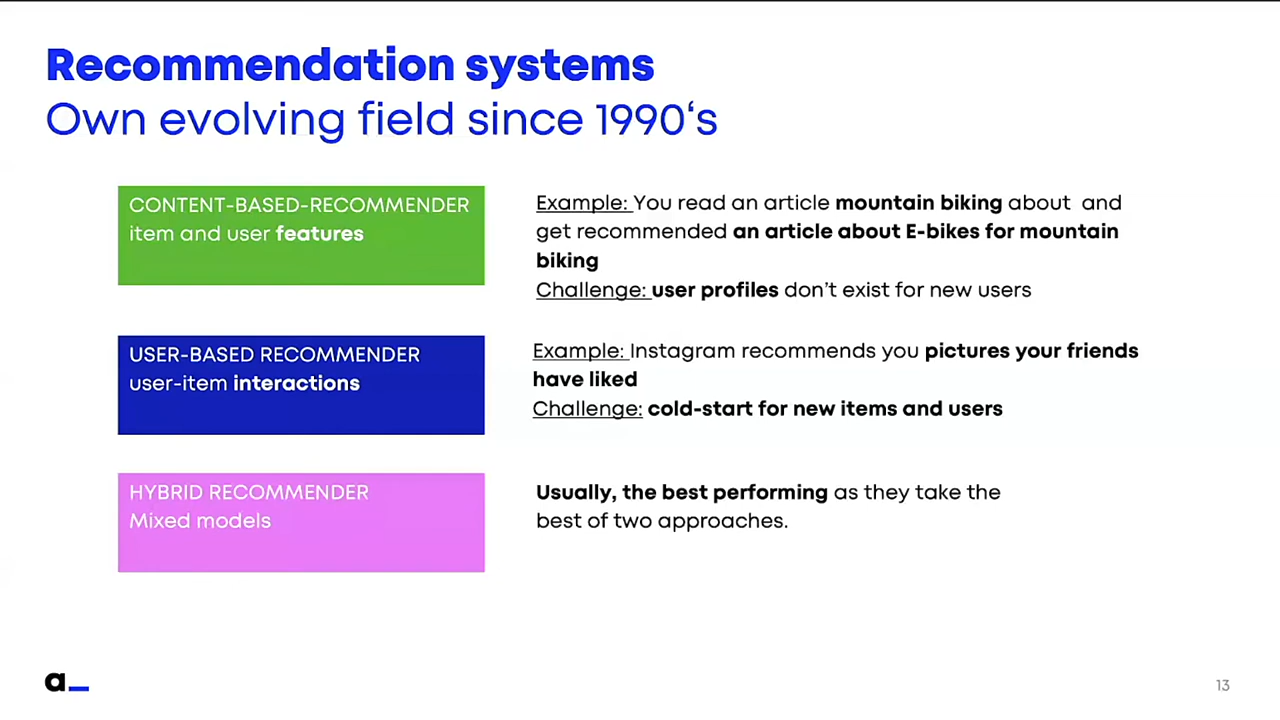 Recommendation systems
Own evolving field since 1990‘s
CONTENT-BASED-RECOMMENDER
item and user features
Example: You read an article mountain biking about  and
get recommended an article about E-bikes for mountain
biking
Challenge: user profiles don’t exist for new users
USER-BASED RECOMMENDER
user-item interactions
Example: Instagram recommends you pictures your friends
have liked
Challenge: cold-start for new items and users
HYBRID RECOMMENDER
Mixed models
Usually, the best performing as they take the
best of two approaches.
a_
13